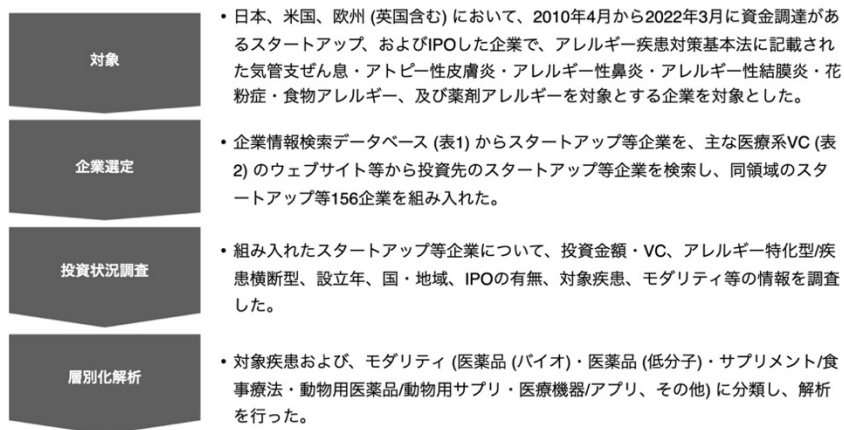 対象
• 日本、米国、欧州 (英国含む) において、2010年4月から2022年3月に資金調達があ
るスタートアップ、およびIPOした企業で、アレルギー疾患対策基本法に記載され
た気管支ぜん息・アトピー性皮膚炎・アレルギー性鼻炎・アレルギー性結膜炎・花
粉症・食物アレルギー、及び薬剤アレルギーを対象とする企業を対象とした。
企業選定
• 企業情報検索データベース (表1) からスタートアップ等企業を、主な医療系VC (表
2) のウェブサイト等から投資先のスタートアップ等企業を検索し、同領域のスタ
ートアップ等156企業を組み入れた。
投資状況調査
• 組み入れたスタートアップ等企業について、投資金額・VC、アレルギー特化型/疾
患横断型、設立年、国・地域、IPOの有無、対象疾患、モダリティ等の情報を調査
した。
層別化解析
• 対象疾患および、モダリティ (医薬品 (バイオ)・医薬品 (低分子)・サプリメント/食
事療法・動物用医薬品/動物用サプリ・医療機器/アプリ、その他) に分類し、解析
を行った。